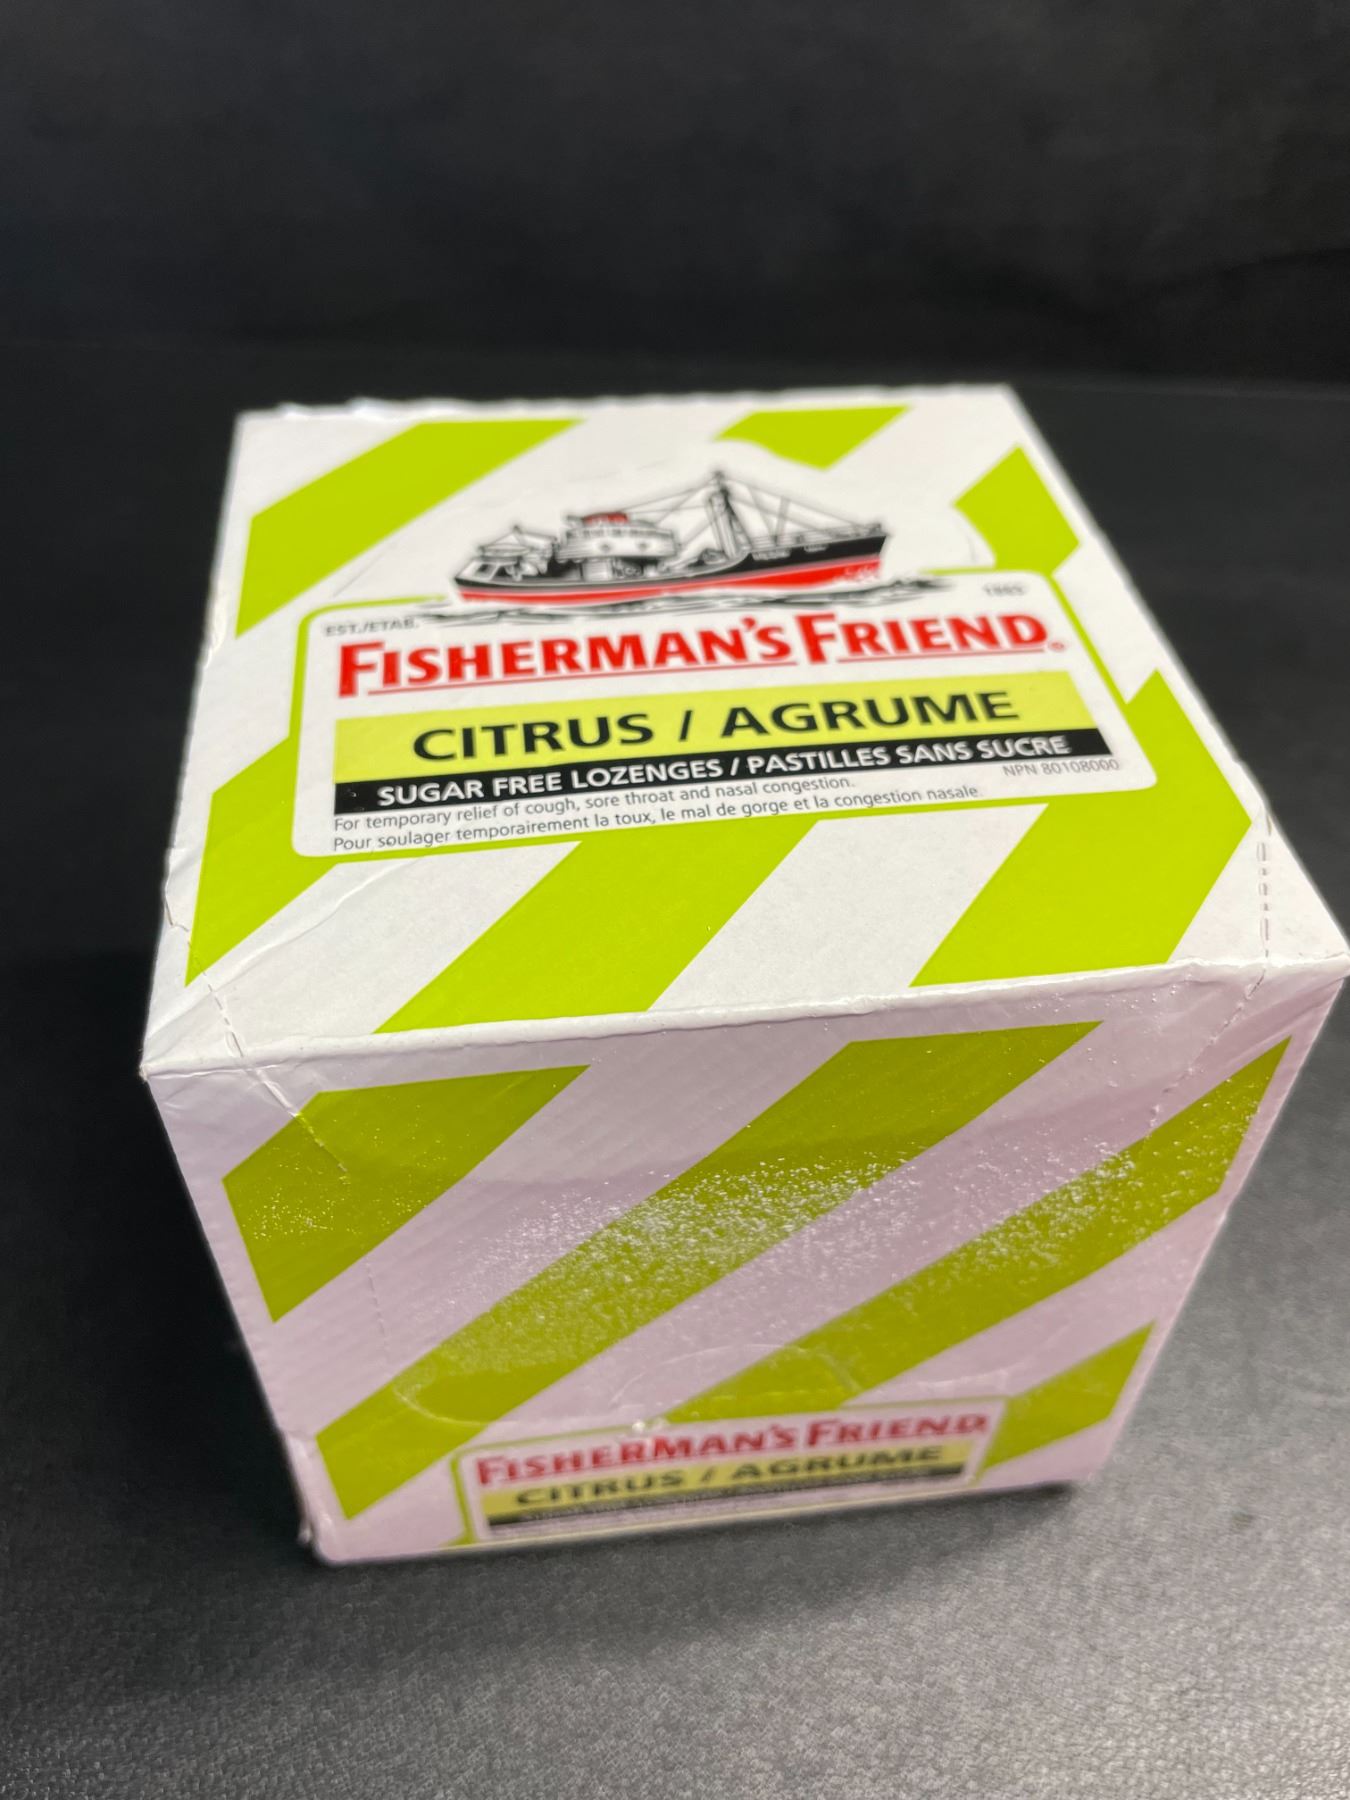 EST./ETAB. 1865
FISHERMAN'S FRIEND®
CITRUS / AGRUME
SUGAR FREE LOZENGES / PASTILLES SANS SUCRE
NPN 80108000
For temporary relief of cough, sore throat and nasal congestion.
Pour soulager temporairement la toux, le mal de gorge et la congestion nasale.
FISHERMAN'S FRIEND®
CITRUS / AGRUME